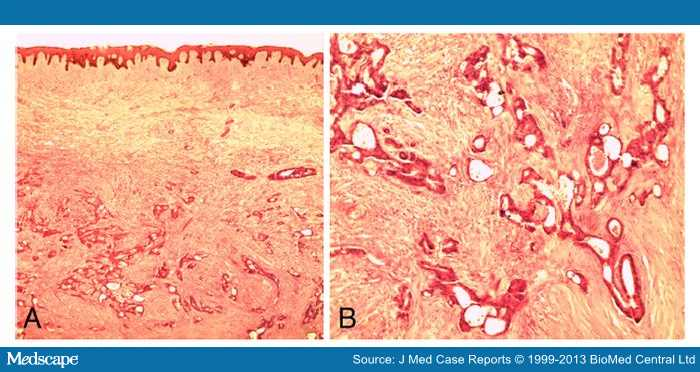 A
B
Medscape
Source: J Med Case Reports © 1999-2013 BioMed Central Ltd